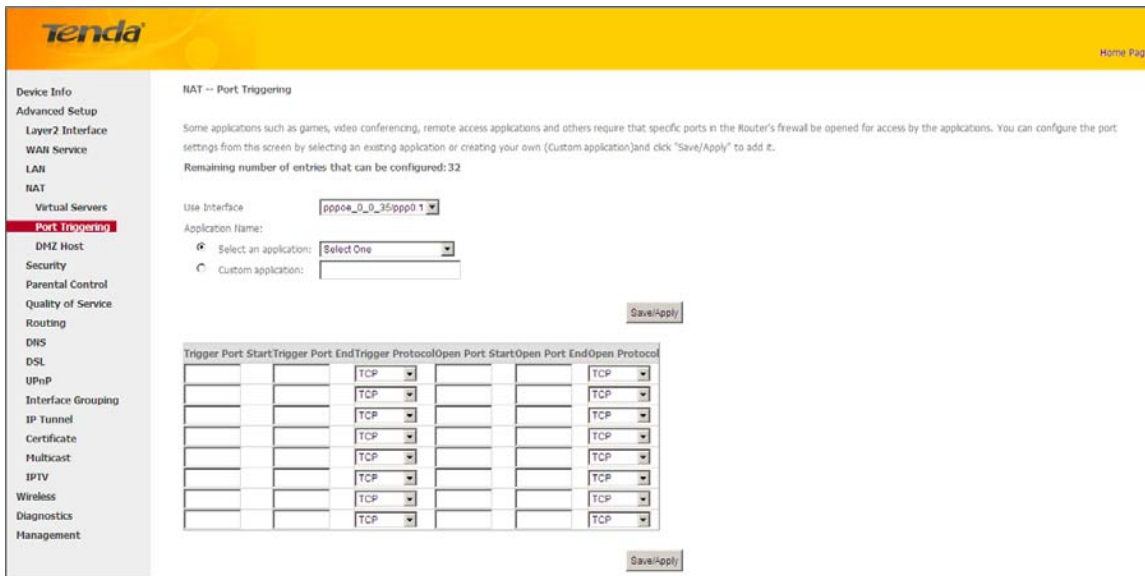 Tenda
Home Pag
Device Info
Advanced Setup
Layer2 Interface
WAN Service
LAN
NAT
Virtual Servers
Port Triggering
DMZ Host
Security
Parental Control
Quality of Service
Routing
DNS
DSL
UPnP
Interface Grouping
IP Tunnel
Certificate
Multicast
IPTV
Wireless
Diagnostics
Management
NAT -- Port Triggering
Some applications such as games, video conferencing, remote access applications and others require that specific ports in the Router's firewall be opened for access by the applications. You can configure the port
settings from this screen by selecting an existing application or creating your own (Custom application)and click "Save/Apply" to add it.
Remaining number of entries that can be configured:32
Use Interface pppoe_0_0_35/ppp0.1
Application Name:
Select an application: Select One
Custom application:
Save/Apply
Trigger Port Start Trigger Port End Trigger Protocol Open Port Start Open Port End Open Protocol
TCP TCP
TCP TCP
TCP TCP
TCP TCP
TCP TCP
TCP TCP
TCP TCP
TCP TCP
Save/Apply